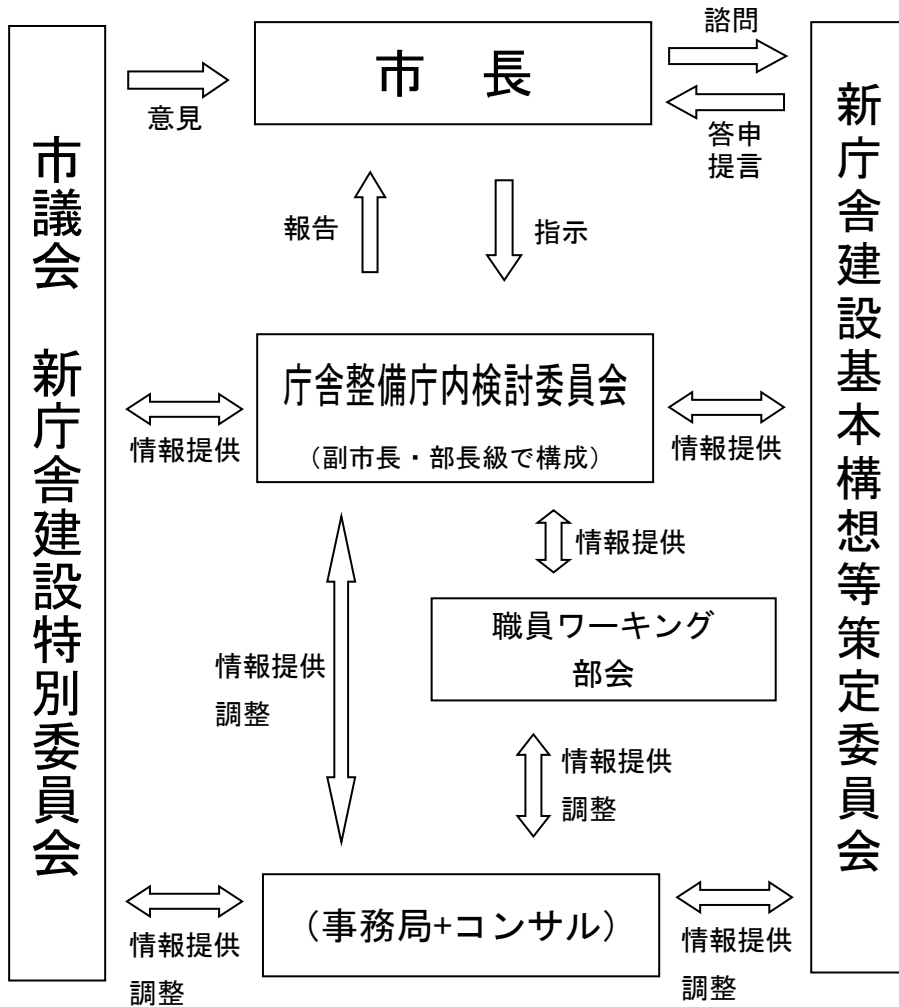 市議会　新庁舎建設特別委員会
意見
市　長
諮問
答申
提言
新庁舎建設基本構想等策定委員会
報告
指示
庁舎整備庁内検討委員会
（副市長・部長級で構成）
情報提供
情報提供
情報提供
職員ワーキング
部会
情報提供
調整
情報提供
調整
（事務局+コンサル）
情報提供
調整
情報提供
調整